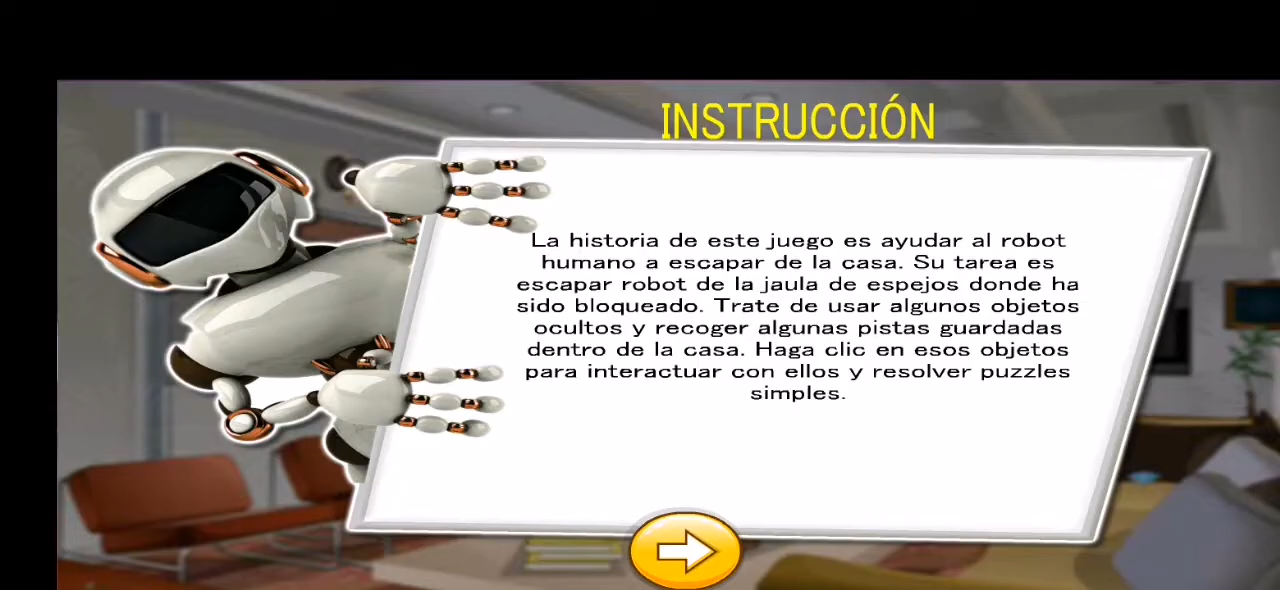 INSTRUCCIÓN
La historia de este juego es ayudar al robot
humano a escapar de la casa. Su tarea es
escapar robot de la jaula de espejos donde ha
sido bloqueado. Trate de usar algunos objetos
ocultos y recoger algunas pistas guardadas
dentro de la casa. Haga clic en esos objetos
para interactuar con ellos y resolver puzzles
simples.